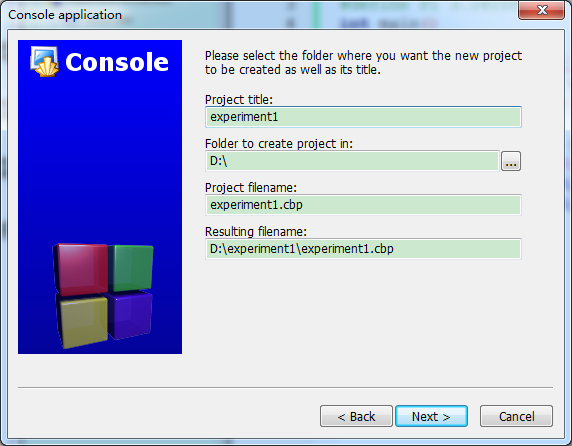 Console application
Console
Please select the folder where you want the new project
to be created as well as its title.
Project title:
experiment1
Folder to create project in:
D:\
...
Project filename:
experiment1.cbp
Resulting filename:
D:\experiment1\experiment1.cbp
< Back
Next >
Cancel